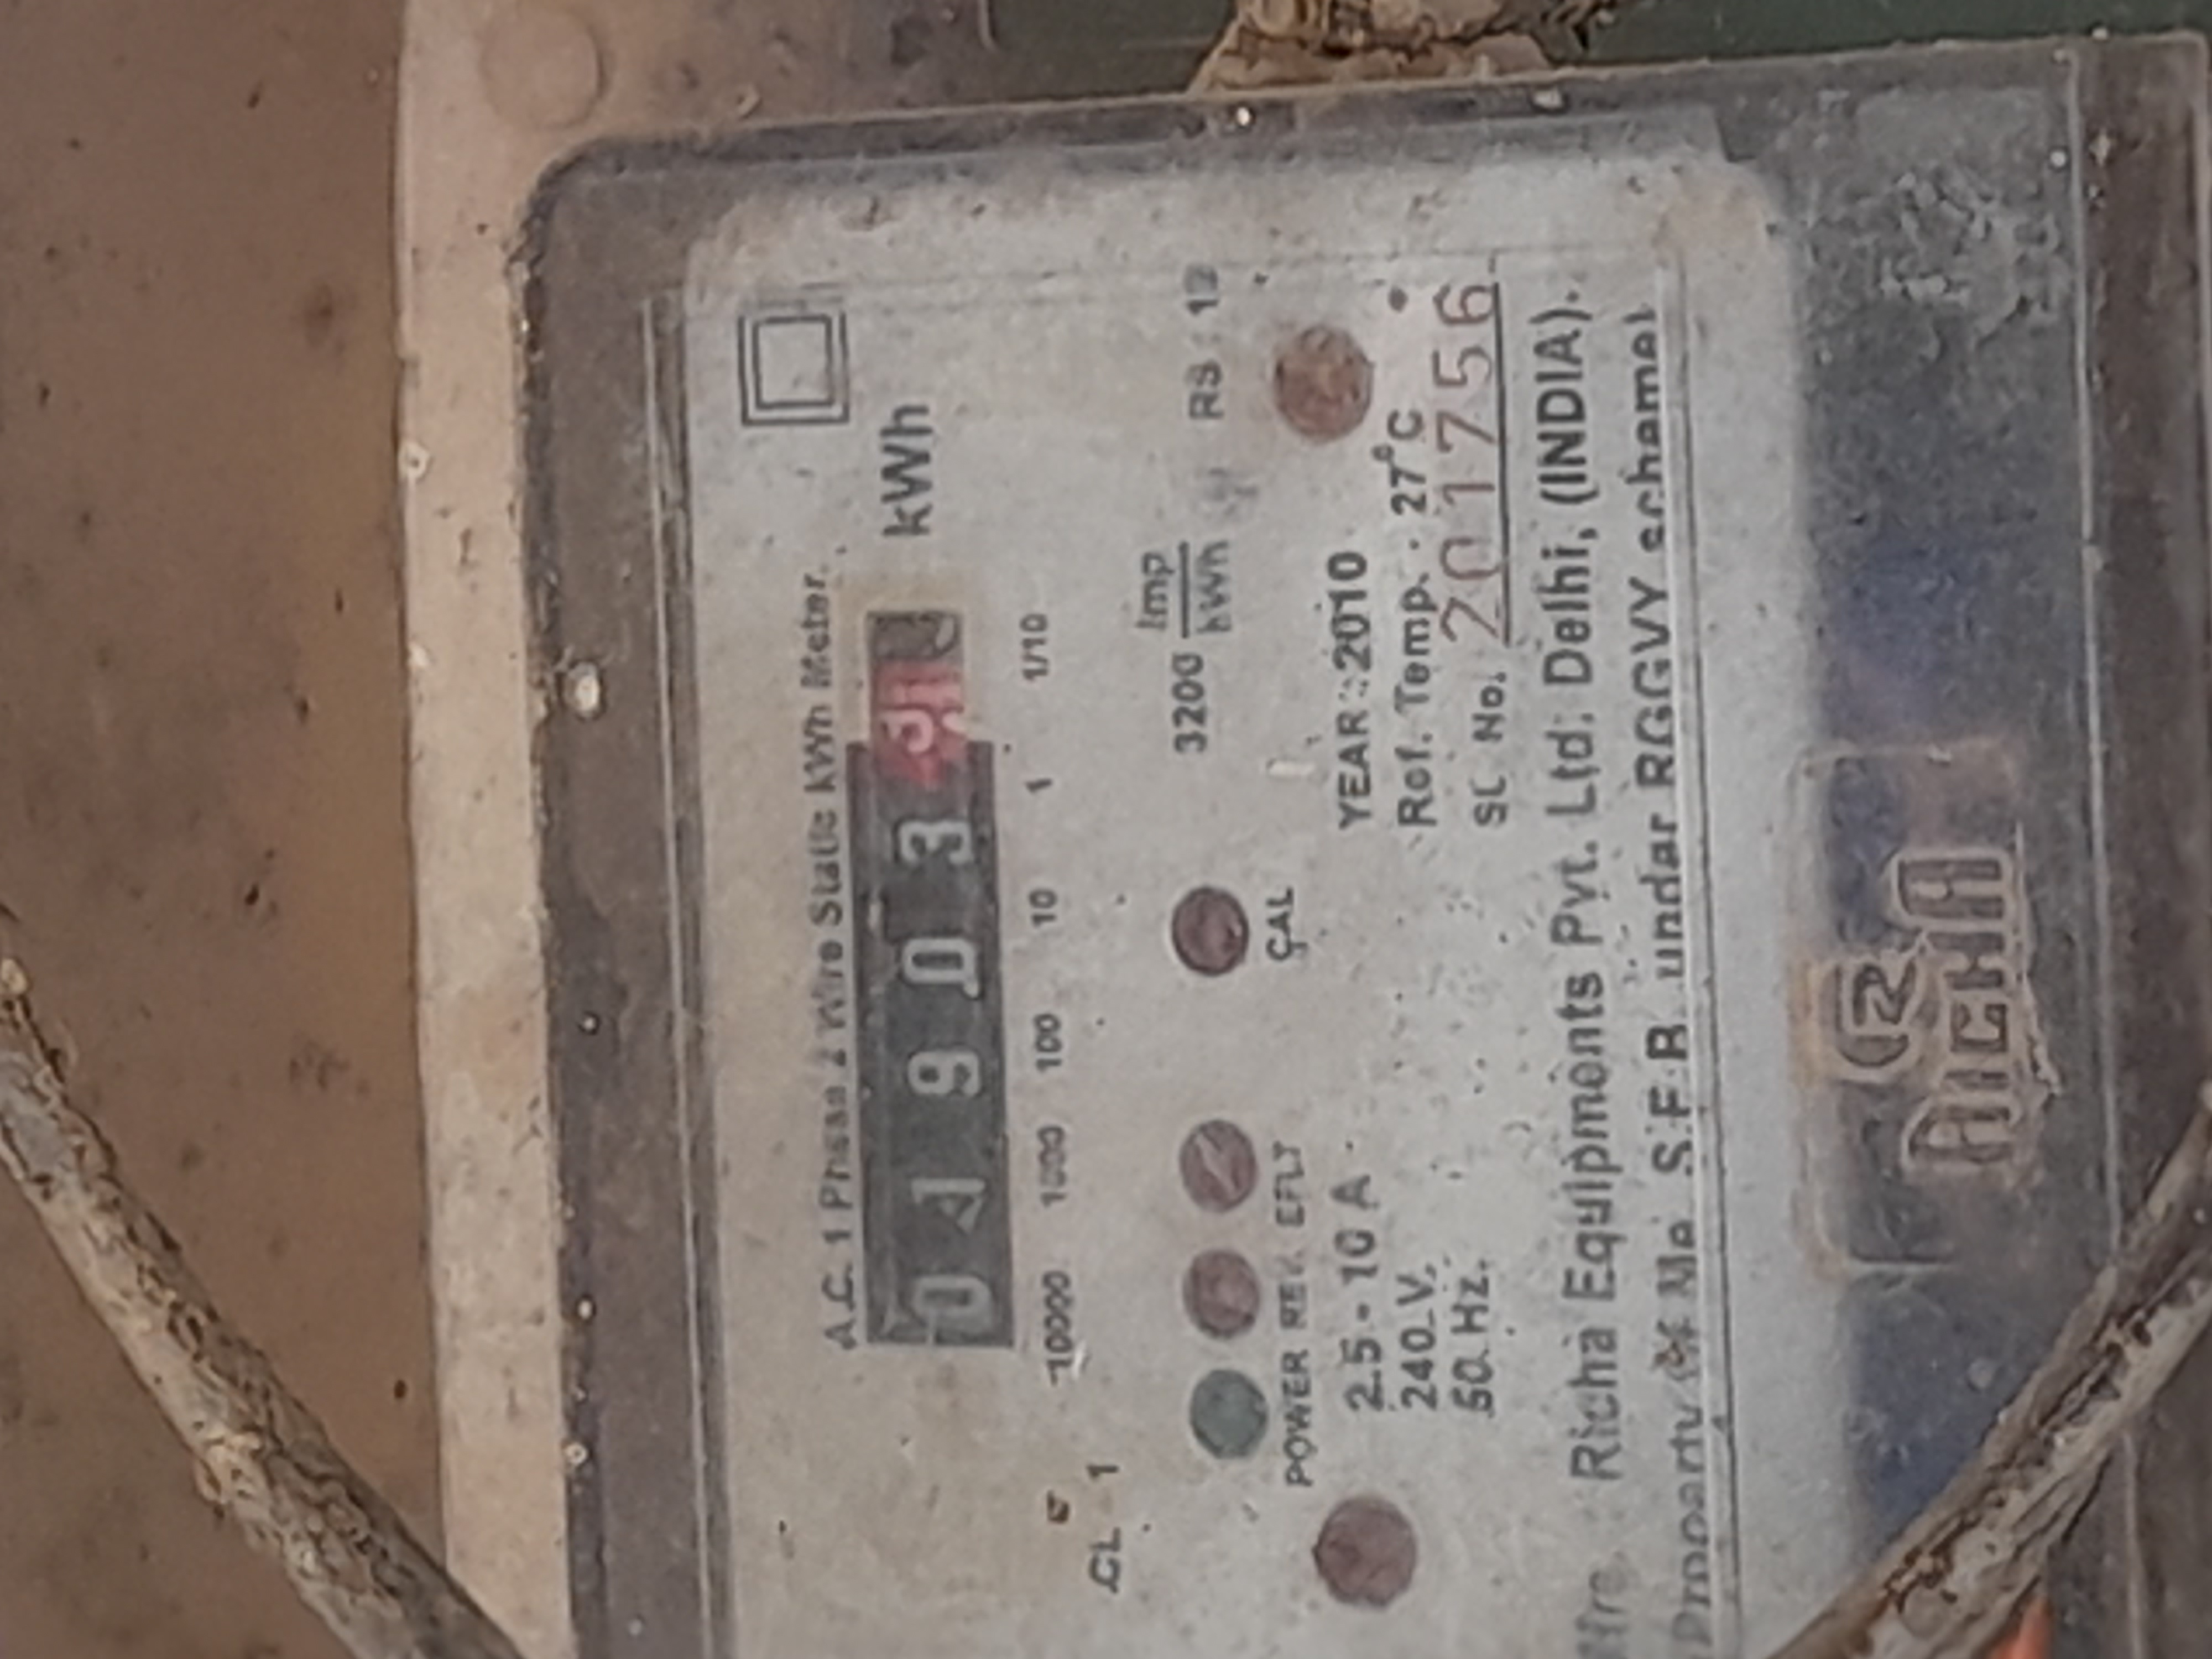 A.C. 1 Phase 2 Wire Static kWh Meter.
0 1 9 0 3 kWh
10000 1000 100 10 1 1/10
CL 1
3200 Imp/kWh RS: 12
POWER REV. EFLT CAL
2.5-10 A YEAR: 2010
240 V. Ref. Temp. 27°C
50 Hz. SL No. 201756
Richa Equipments Pvt. Ltd. Delhi, (INDIA).
under RGGVY scheme)
RICHA